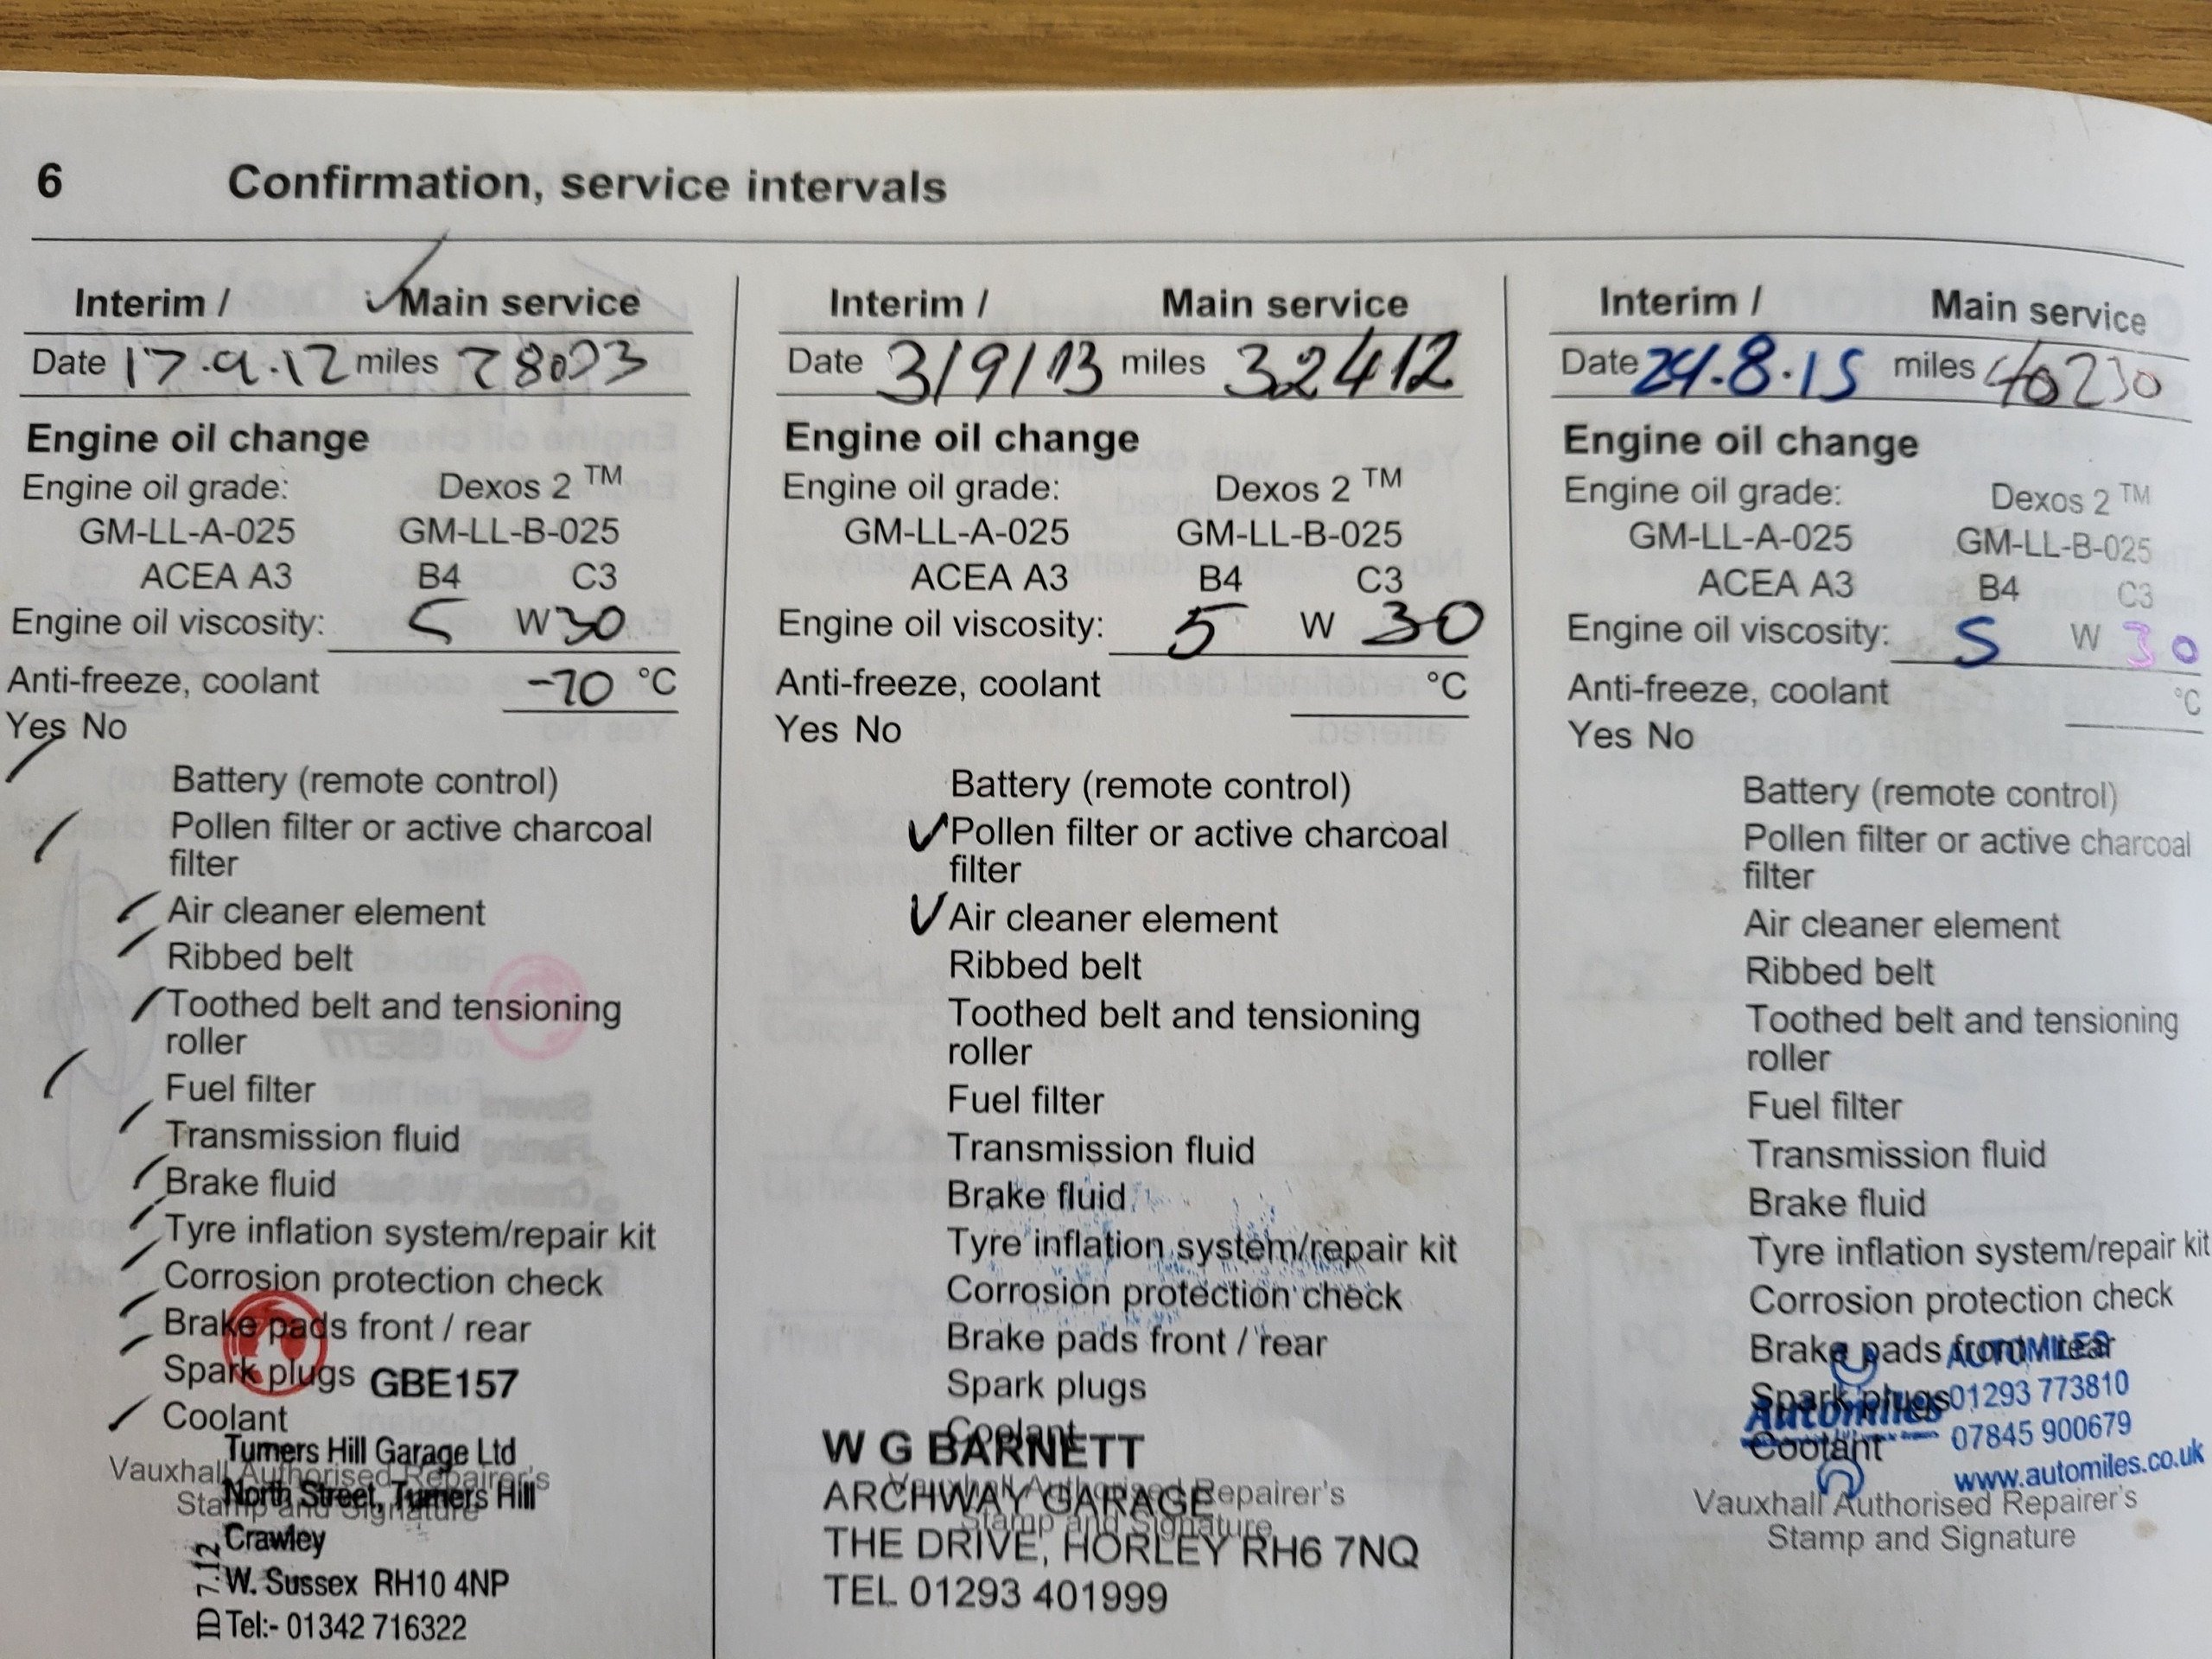 6 Confirmation, service intervals
Interim / Main service
Date 17.9.12 miles 28003
Engine oil change
Engine oil grade: Dexos 2 TM
GM-LL-A-025 GM-LL-B-025
ACEA A3 B4 C3
Engine oil viscosity: 5 W 30
Anti-freeze, coolant -70 °C
Yes No
Battery (remote control)
Pollen filter or active charcoal
filter
Air cleaner element
Ribbed belt
Toothed belt and tensioning
roller
Fuel filter
Transmission fluid
Brake fluid
Tyre inflation system/repair kit
Corrosion protection check
Brake pads front / rear
Spark plugs GBE157
Coolant
Turners Hill Garage Ltd
Vauxhall Authorised Repairer's
North Street, Turners Hill
Stamp and Signature
Crawley
W. Sussex RH10 4NP
Tel:- 01342 716322
Interim / Main service
Date 3/9/13 miles 32412
Engine oil change
Engine oil grade: Dexos 2 TM
GM-LL-A-025 GM-LL-B-025
ACEA A3 B4 C3
Engine oil viscosity: 5 W 30
Anti-freeze, coolant °C
Yes No
Battery (remote control)
Pollen filter or active charcoal
filter
Air cleaner element
Ribbed belt
Toothed belt and tensioning
roller
Fuel filter
Transmission fluid
Brake fluid
Tyre inflation system/repair kit
Corrosion protection check
Brake pads front / rear
Spark plugs
Coolant
W G BARNETT
Vauxhall Authorised Repairer's
ARCHWAY GARAGE
Stamp and Signature
THE DRIVE, HORLEY RH6 7NQ
TEL 01293 401999
Interim / Main service
Date 24.8.15 miles 40230
Engine oil change
Engine oil grade: Dexos 2 TM
GM-LL-A-025 GM-LL-B-025
ACEA A3 B4 C3
Engine oil viscosity: 5 W 30
Anti-freeze, coolant °C
Yes No
Battery (remote control)
Pollen filter or active charcoal
filter
Air cleaner element
Ribbed belt
Toothed belt and tensioning
roller
Fuel filter
Transmission fluid
Brake fluid
Tyre inflation system/repair kit
Corrosion protection check
Brake pads front / rear
AUTOMILES
Spark plugs
01293 773810
Automiles
07845 900679
Coolant
www.automiles.co.uk
Vauxhall Authorised Repairer's
Stamp and Signature